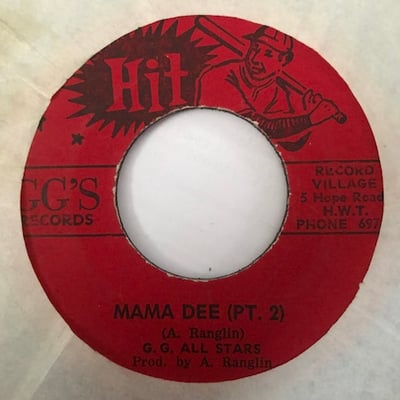 Hit
GG'S
RECORDS
RECORD
VILLAGE
5 Hope Road
H.W.T.
PHONE 697
MAMA DEE (PT. 2)
(A. Ranglin)
G.G. ALL STARS
Prod. by A. Ranglin